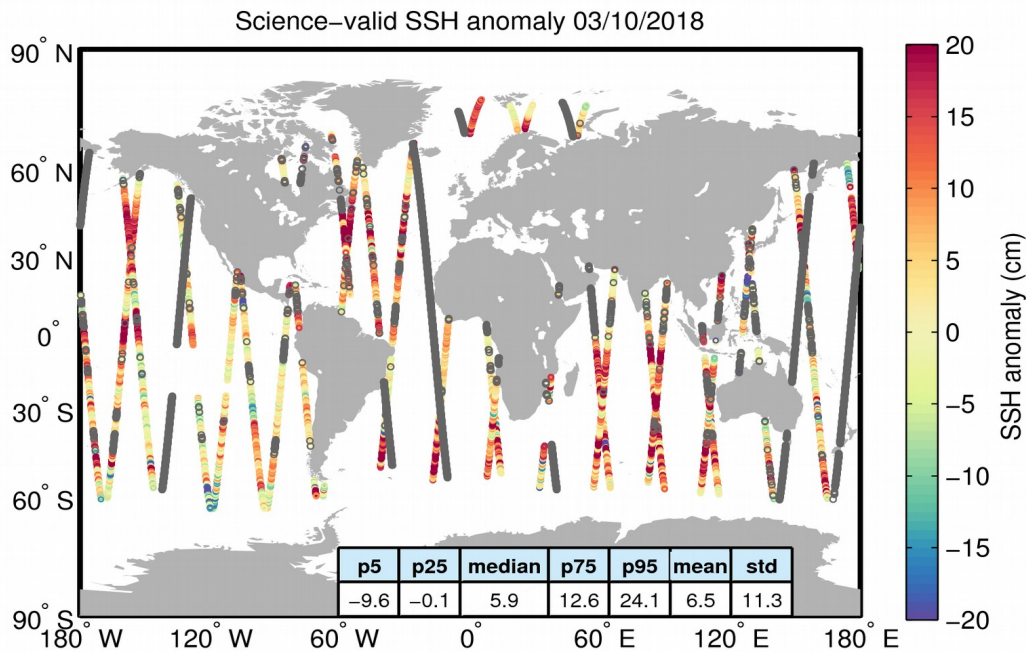 Science−valid SSH anomaly 03/10/2018
90° N
60° N
30° N
0°
30° S
60° S
90° S
180° W
120° W
60° W
0°
60° E
120° E
180° E
p5 p25 median p75 p95 mean std
−9.6 −0.1 5.9 12.6 24.1 6.5 11.3
20
15
10
5
0
−5
−10
−15
−20
SSH anomaly (cm)